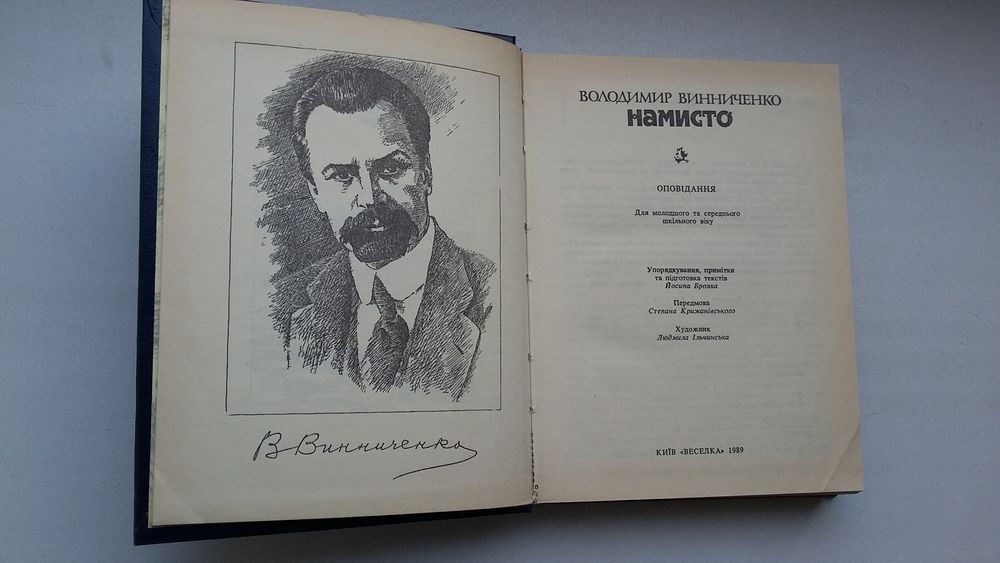 В Винниченко
ВОЛОДИМИР ВИННИЧЕНКО
НАМИСТО
ОПОВІДАННЯ
Для молодшого та середнього
шкільного віку
Упорядкування, примітки
та підготовка текстів
Йосипа Брояка
Передмова
Степана Крижанівського
Художник
Людмила Ільчинська
КИЇВ «ВЕСЕЛКА» 1989